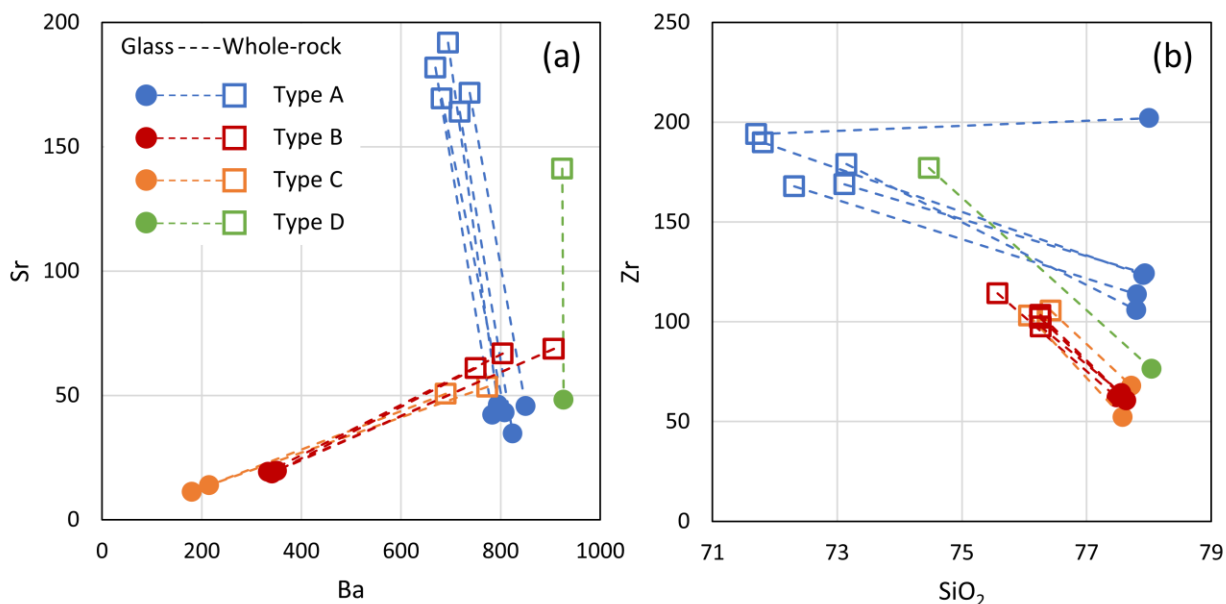 200
(a)
Glass ----Whole-rock
Type A
Type B
Type C
Type D
150
100
50
0
Sr
0 200 400 600 800 1000
Ba
250
(b)
200
150
100
50
0
Zr
71 73 75 77 79
SiO₂